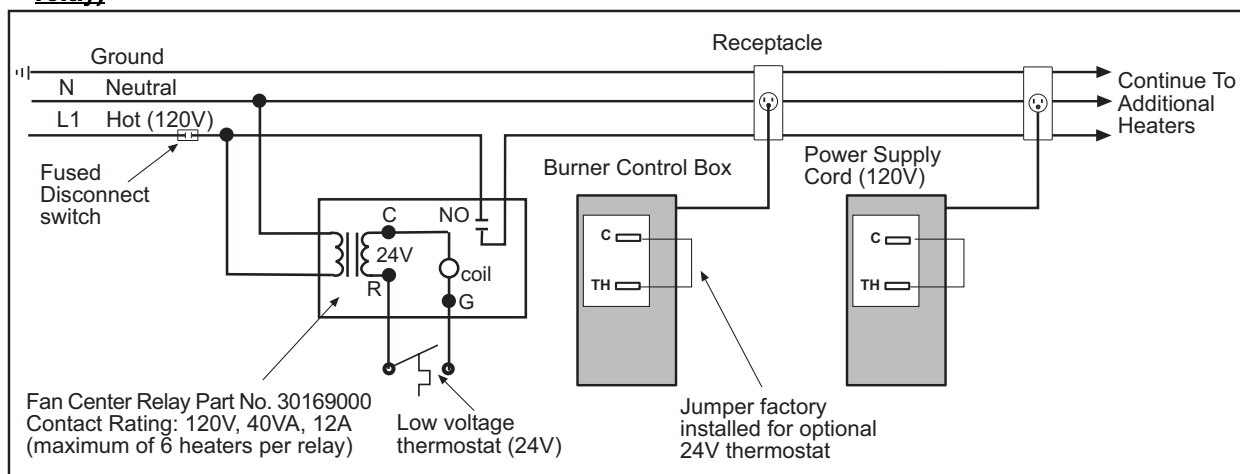 relay)
Ground
N Neutral
L1 Hot (120V)
Receptacle
Continue To
Additional
Heaters
Fused
Disconnect
switch
Burner Control Box
Power Supply
Cord (120V)
C
NO
24V
coil
R
G
C
TH
C
TH
Fan Center Relay Part No. 30169000
Contact Rating: 120V, 40VA, 12A
(maximum of 6 heaters per relay)
Low voltage
thermostat (24V)
Jumper factory
installed for optional
24V thermostat